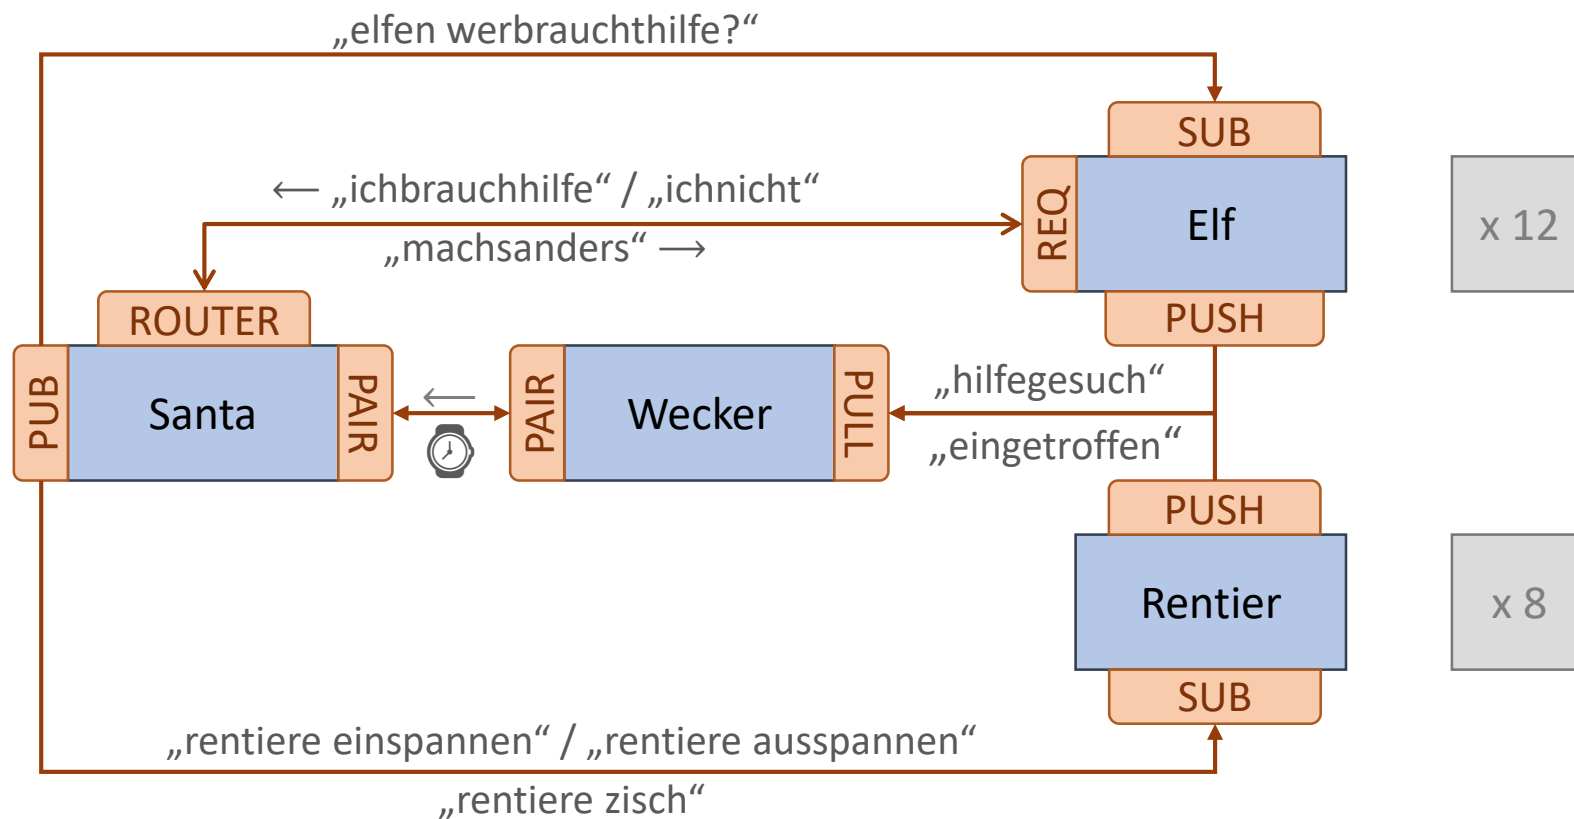 „elfen werbrauchthilfe?“
SUB
← „ichbrauchhilfe“ / „ichnicht“
REQ
Elf
x 12
„machsanders“ →
ROUTER
PUSH
PUB
Santa
PAIR
←
PAIR
Wecker
PULL
„hilfegesuch“
„eingetroffen“
PUSH
Rentier
x 8
SUB
„rentiere einspannen“ / „rentiere ausspannen“
„rentiere zisch“